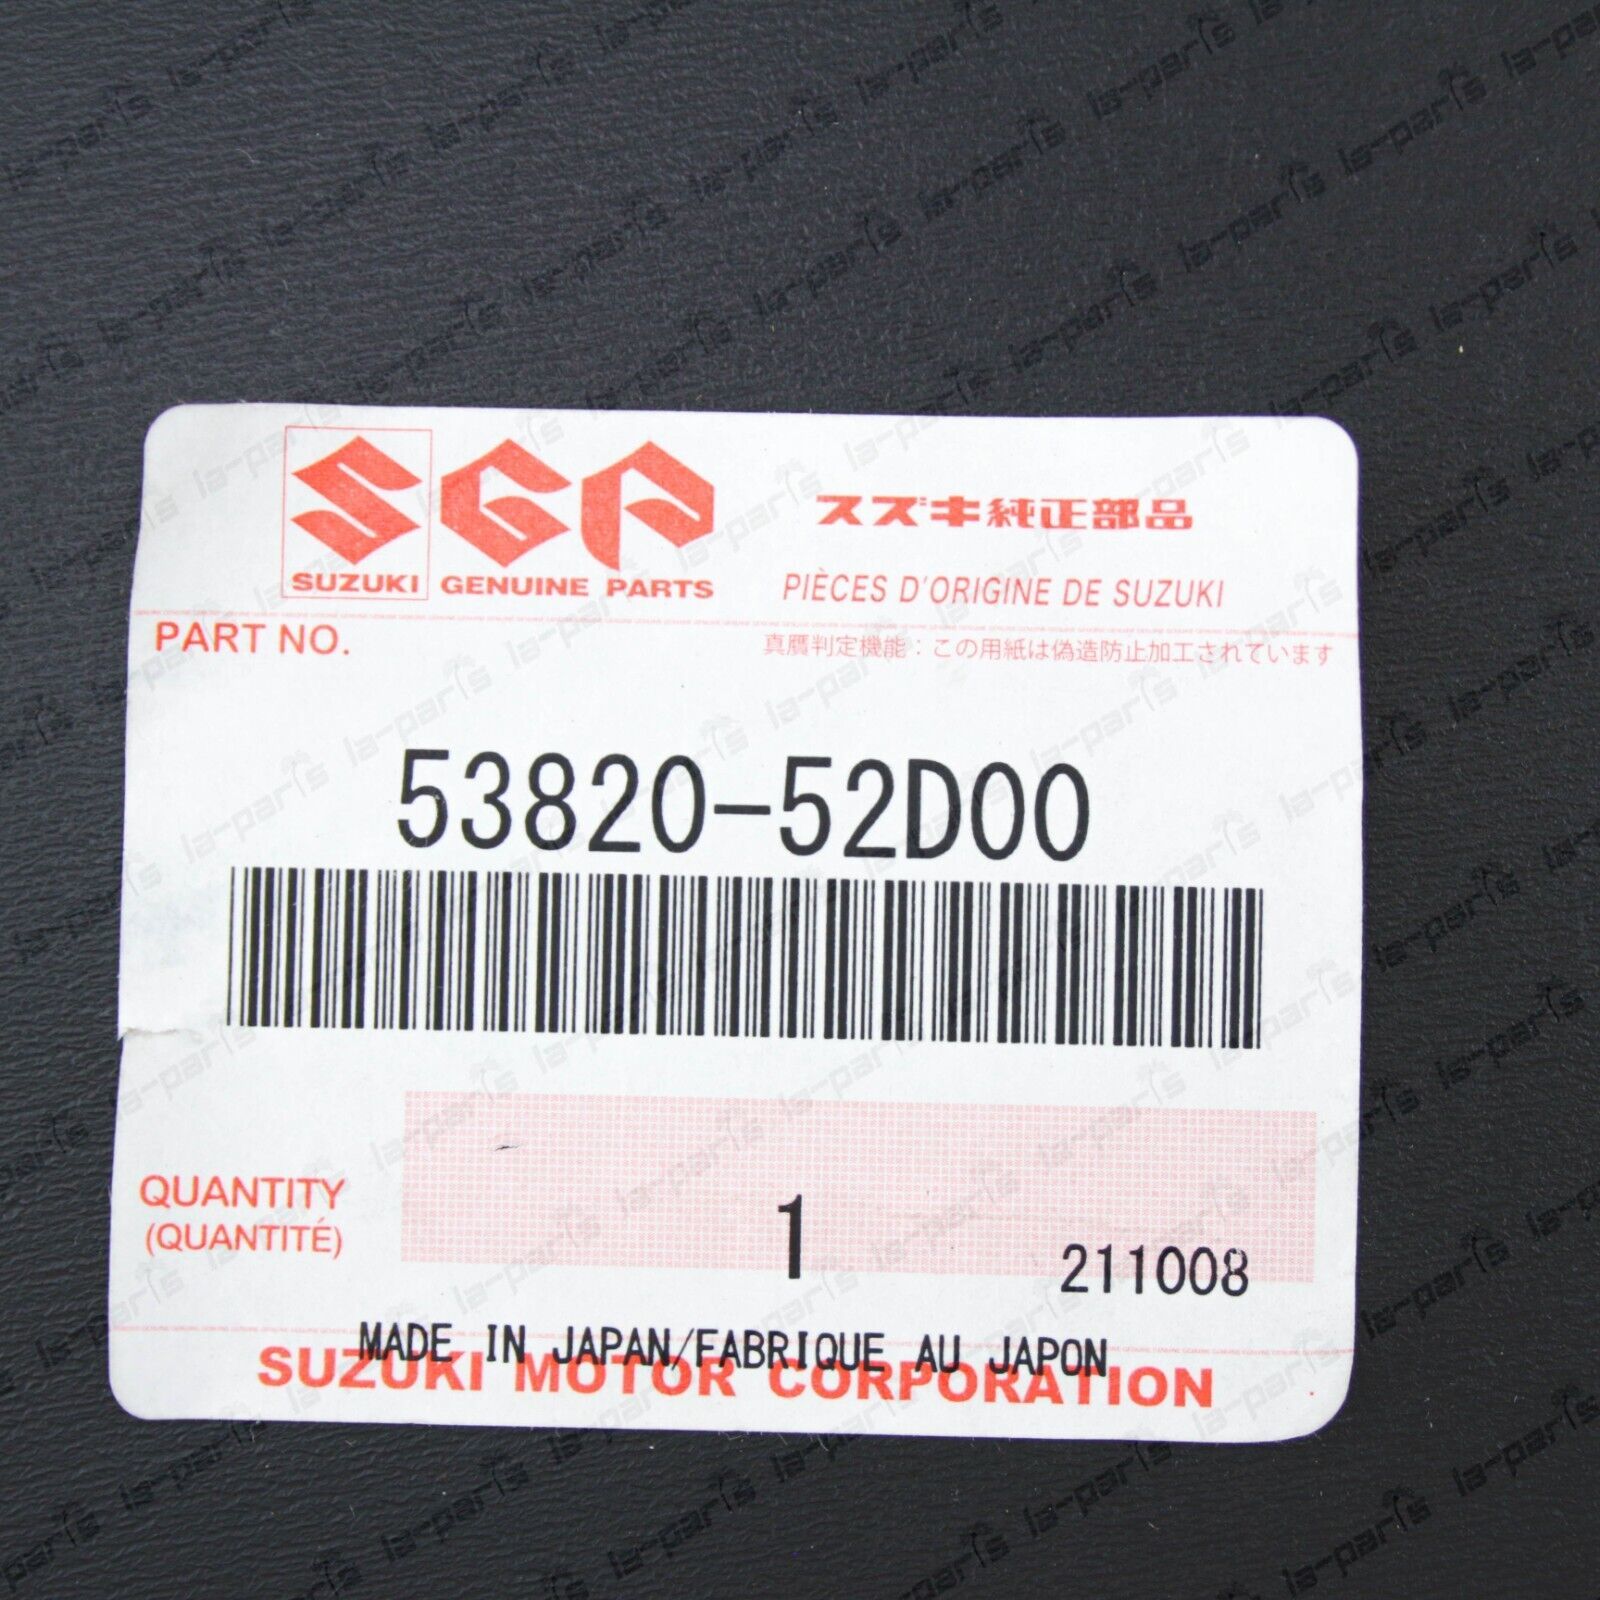 SGP
スズキ純正部品
SUZUKI GENUINE PARTS
PIÈCES D'ORIGINE DE SUZUKI
PART NO.
真贋判定機能：この用紙は偽造防止加工されています
53820-52D00
QUANTITY
(QUANTITÉ)
1
211008
MADE IN JAPAN/FABRIQUE AU JAPON
SUZUKI MOTOR CORPORATION
la-paris